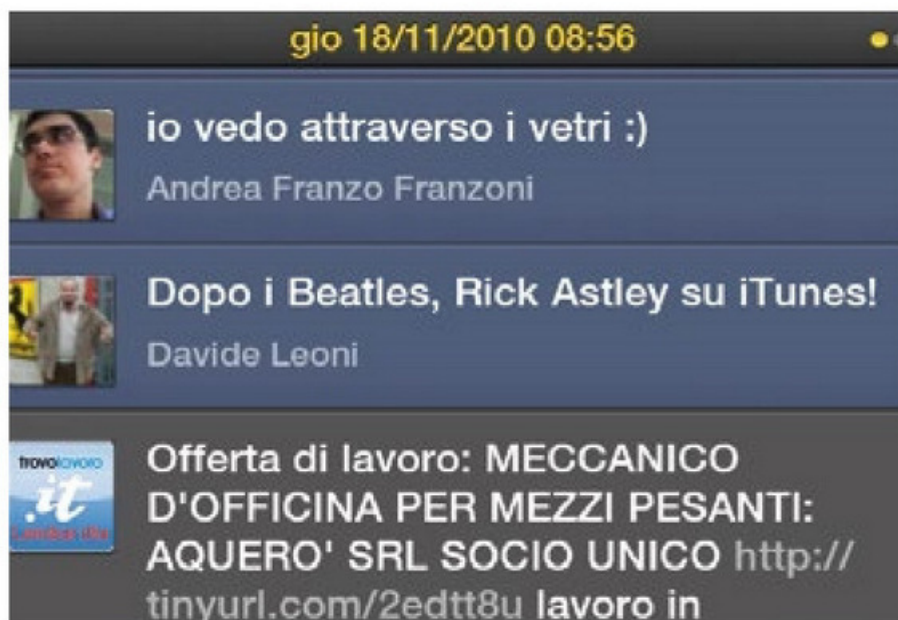 gio 18/11/2010 08:56
io vedo attraverso i vetri :)
Andrea Franzo Franzoni
Dopo i Beatles, Rick Astley su iTunes!
Davide Leoni
trovolavoro
.it
Offerta di lavoro: MECCANICO
D'OFFICINA PER MEZZI PESANTI:
AQUERO' SRL SOCIO UNICO http://
tinyurl.com/2edtt8u lavoro in